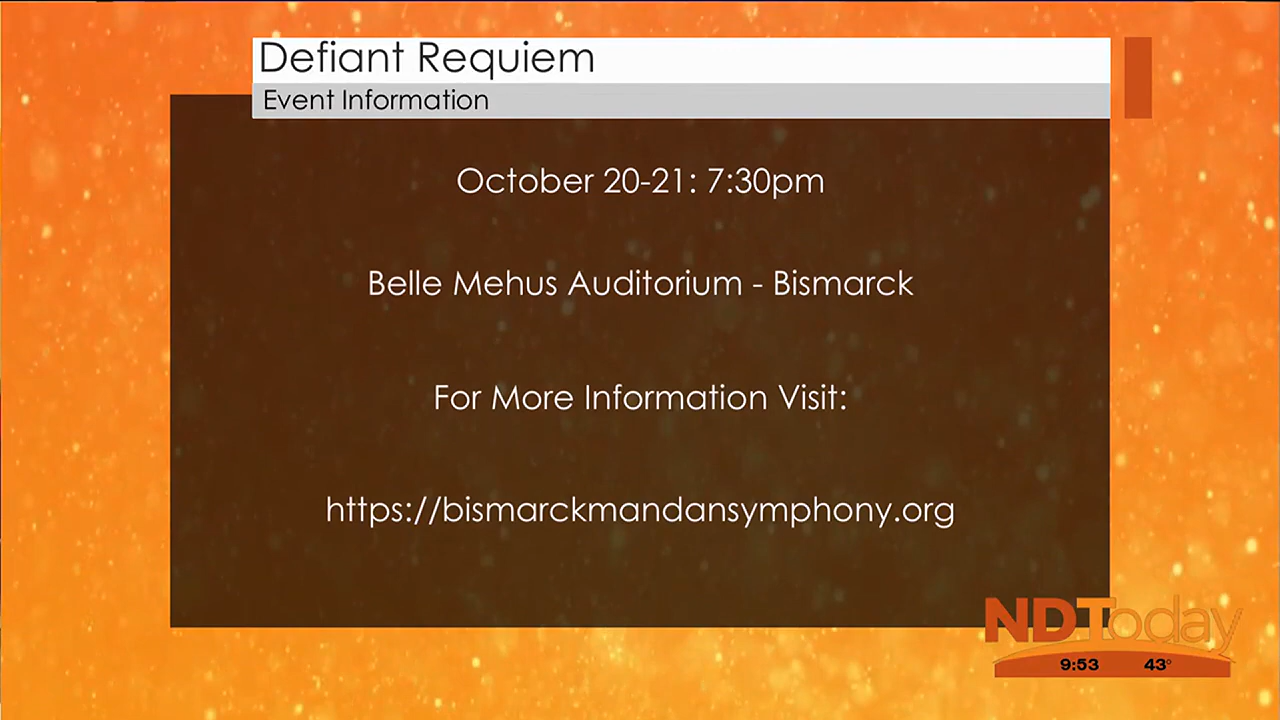 Defiant Requiem
Event Information
October 20-21: 7:30pm
Belle Mehus Auditorium - Bismarck
For More Information Visit:
https://bismarckmandansymphony.org
NDToday
9:53 43°